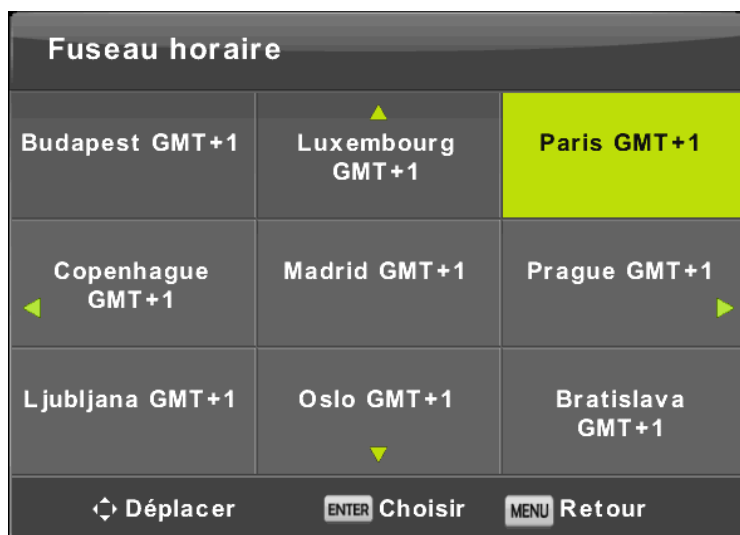 Fuseau horaire
Budapest GMT+1
Luxembourg
GMT+1
Paris GMT+1
Copenhague
GMT+1
Madrid GMT+1
Prague GMT+1
Ljubljana GMT+1
Oslo GMT+1
Bratislava
GMT+1
Déplacer ENTER Choisir MENU Retour